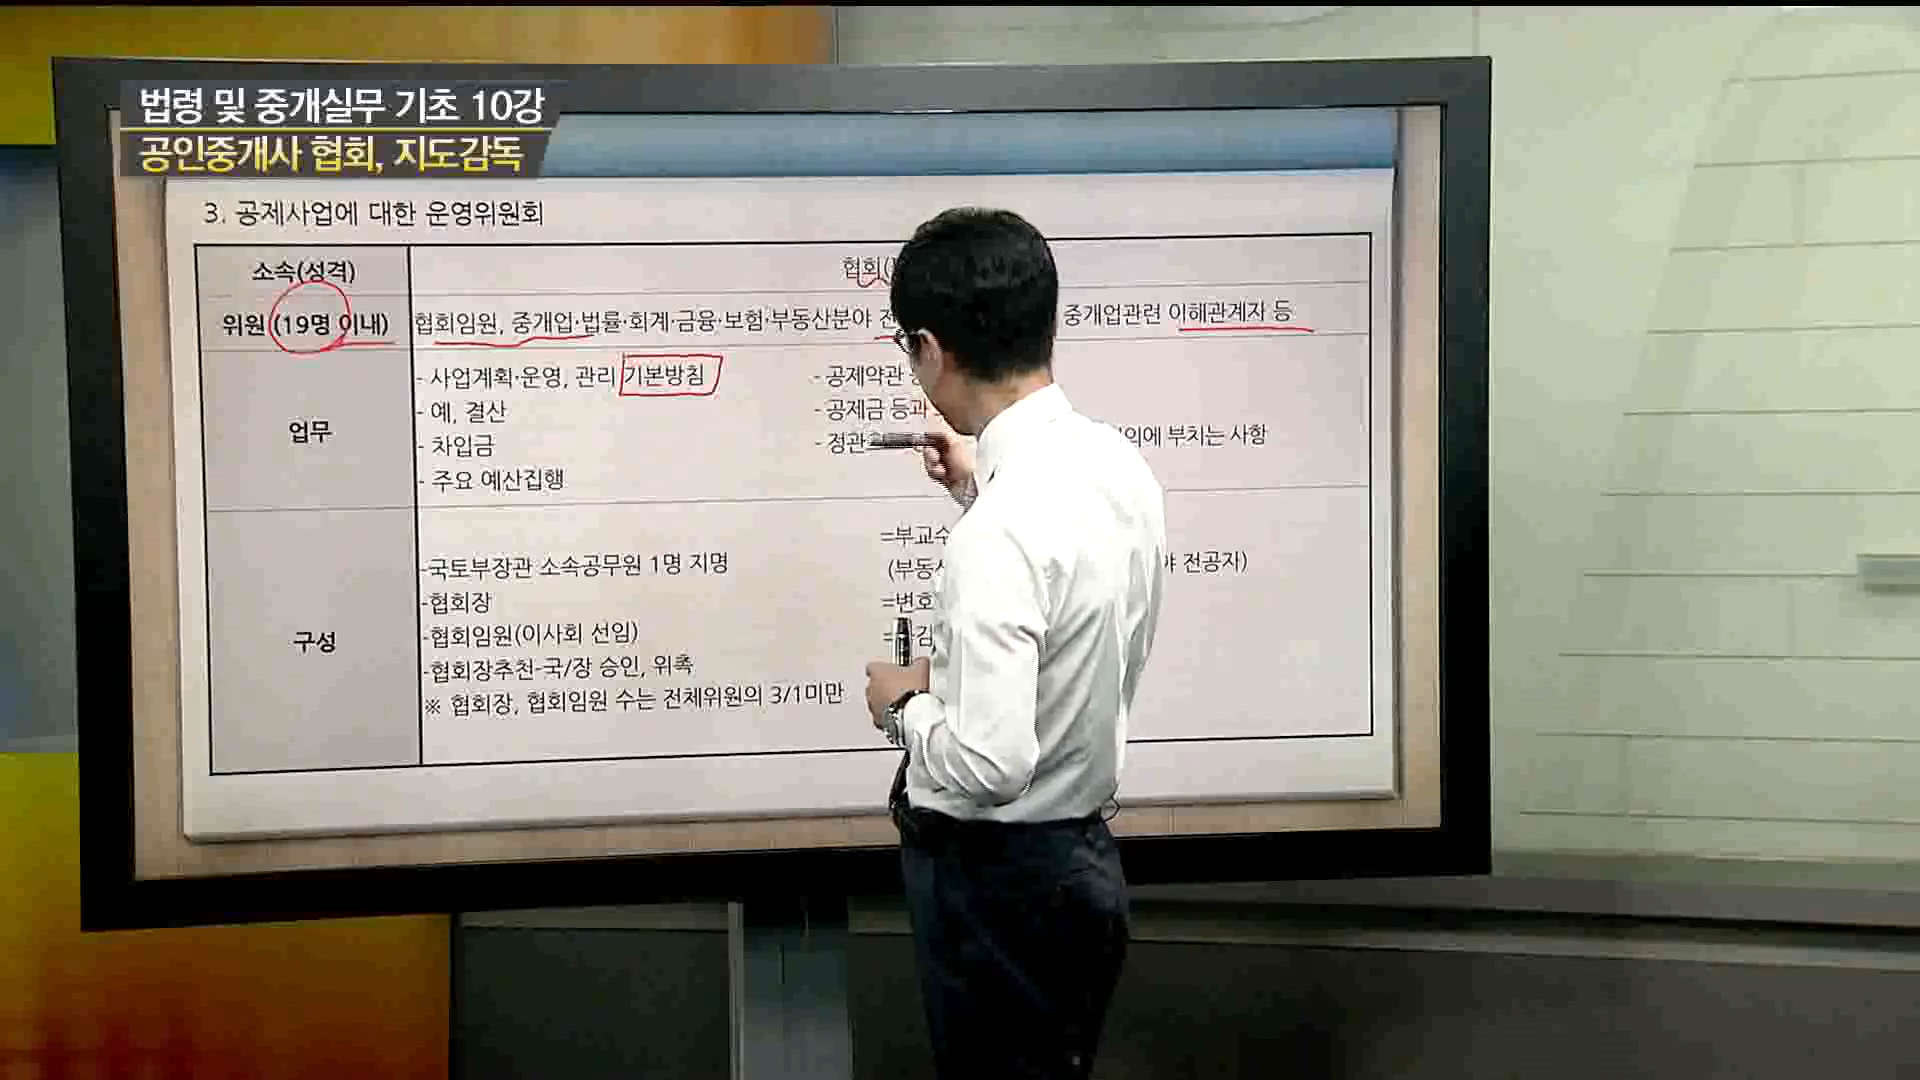 법령 및 중개실무 기초 10강
공인중개사 협회, 지도감독
3. 공제사업에 대한 운영위원회
소속(성격) 협회(
위원 (19명 이내) 협회임원, 중개업·법률·회계·금융·보험·부동산분야 전 중개업관련 이해관계자 등
업무
- 사업계획·운영, 관리 기본방침
- 예, 결산
- 차입금
- 주요 예산집행
- 공제약관
- 공제금 등과
- 정관 부치는 사항
구성
-국토부장관 소속공무원 1명 지명
-협회장
-협회임원(이사회 선임)
-협회장추천-국/장 승인, 위촉
※ 협회장, 협회임원 수는 전체위원의 3/1미만
=부교수
(부동산 전공자)
=변호